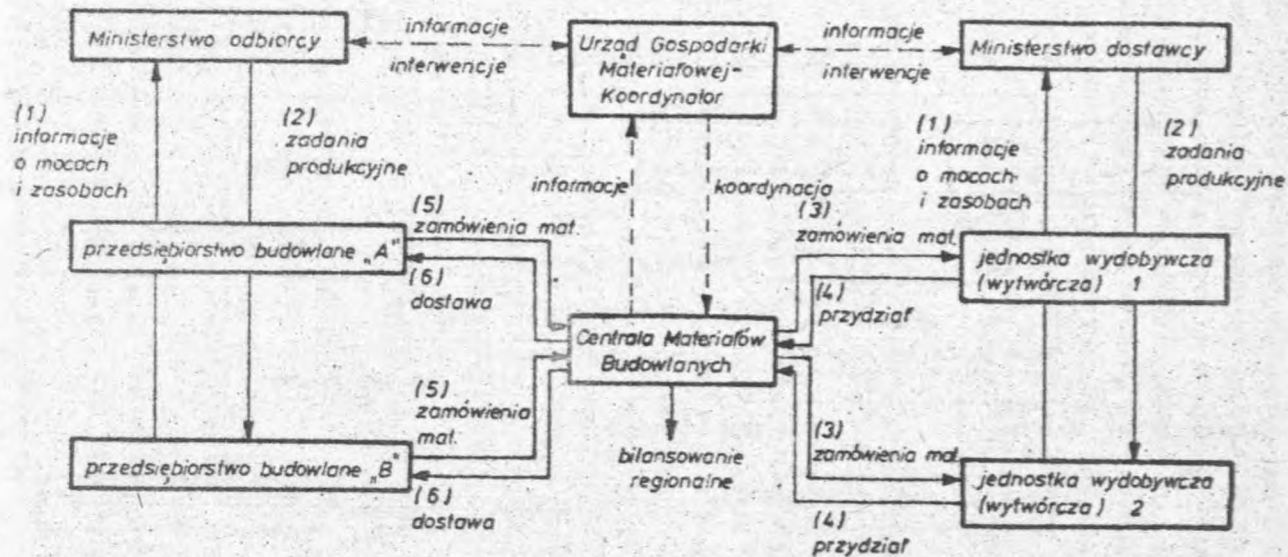 Ministerstwo odbiorcy
informacje
interwencje
Urząd Gospodarki
Materiałowej-
Koordynator
informacje
interwencje
Ministerstwo dostawcy
(1)
informacje
o mocach
i zasobach
(2)
zadania
produkcyjne
informacje
koordynacja
(1)
informacje
o mocach
i zasobach
(2)
zadania
produkcyjne
przedsiębiorstwo budowlane „A"
(5)
zamówienia mat.
(6)
dostawa
(3)
zamówienia mat.
(4)
przydział
jednostka wydobywcza
(wytwórcza) 1
Centrala Materiałów
Budowlanych
(5)
zamówienia
mat.
przedsiębiorstwo budowlane „B"
(6)
dostawa
bilansowanie
regionalne
(3)
zamówienia mat.
(4)
przydział
jednostka wydobywcza
(wytwórcza) 2